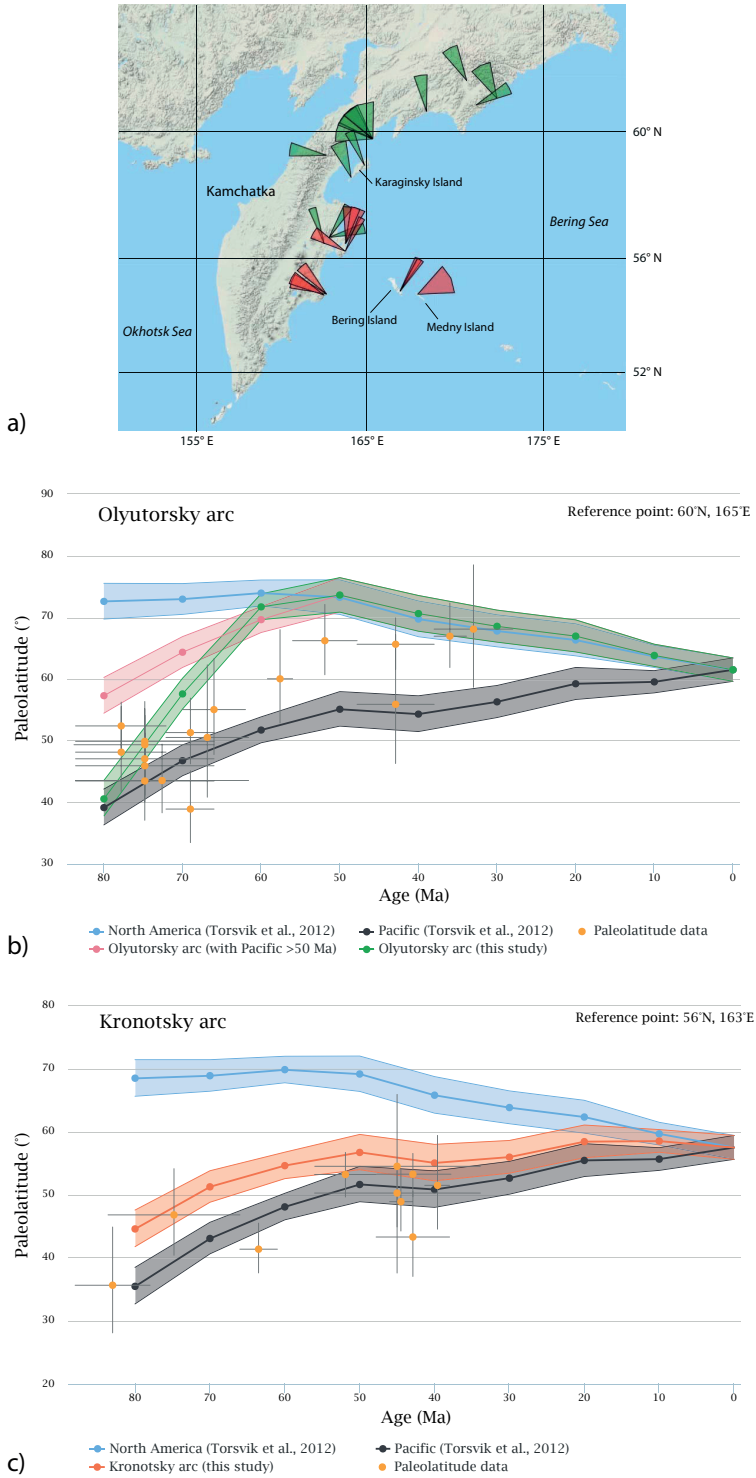 60° N
Kamchatka
Karaginsky Island
Bering Sea
56° N
Bering Island
Medny Island
Okhotsk Sea
52° N
a)
155° E
165° E
175° E
90
Olyutorsky arc
Reference point: 60°N, 165°E
80
70
60
50
40
30
Paleolatitude (°)
80 70 60 50 40 30 20 10 0
Age (Ma)
b)
North America (Torsvik et al., 2012)
Pacific (Torsvik et al., 2012)
Paleolatitude data
Olyutorsky arc (with Pacific >50 Ma)
Olyutorsky arc (this study)
80
Kronotsky arc
Reference point: 56°N, 163°E
70
60
50
40
30
20
Paleolatitude (°)
80 70 60 50 40 30 20 10 0
Age (Ma)
c)
North America (Torsvik et al., 2012)
Pacific (Torsvik et al., 2012)
Kronotsky arc (this study)
Paleolatitude data